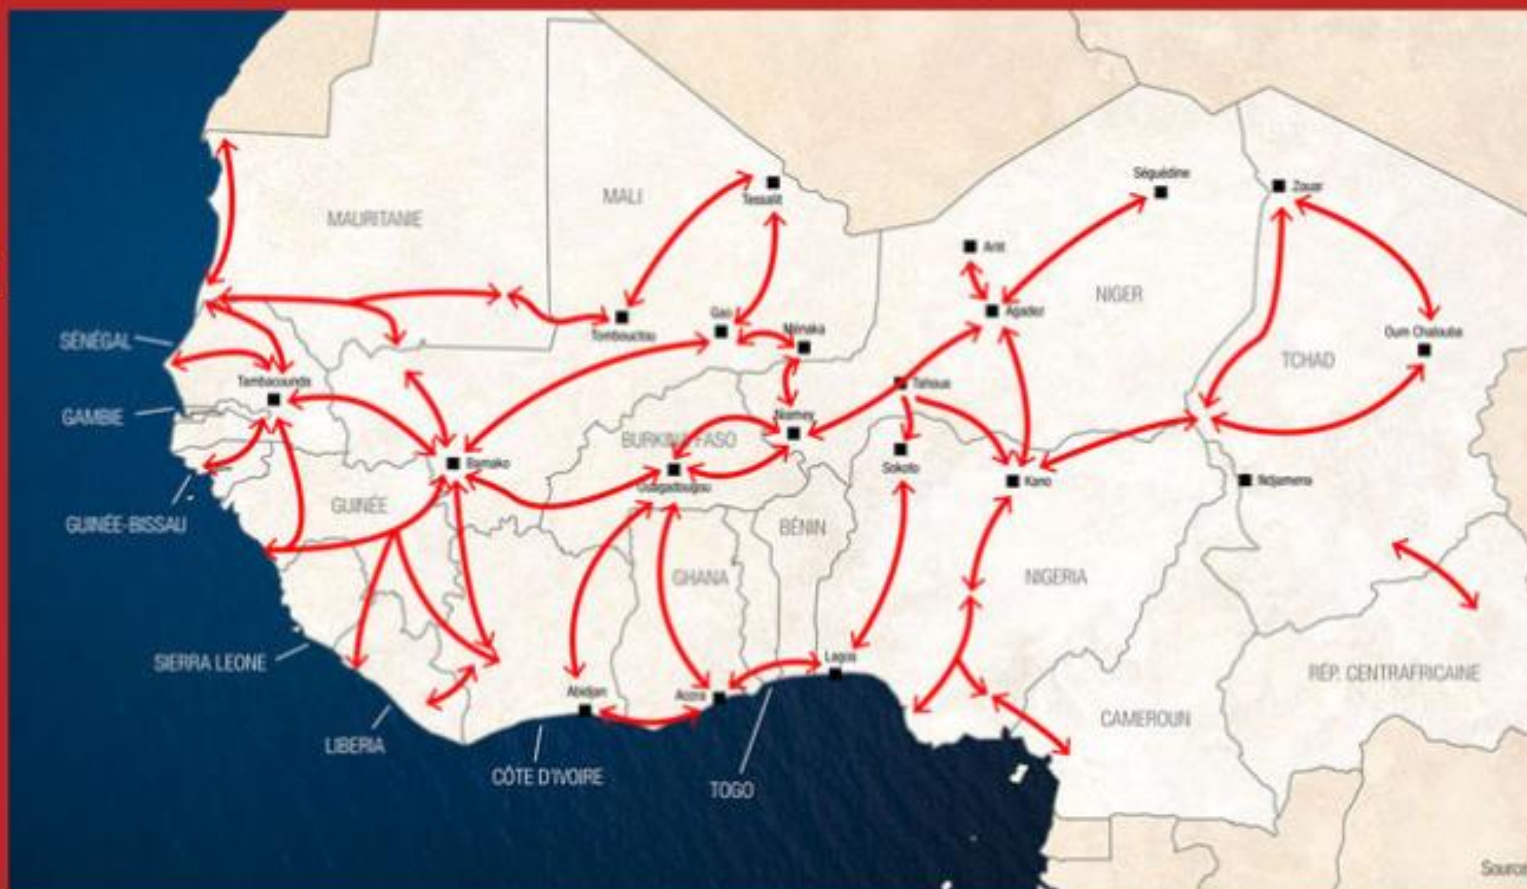 Séguédine
Zouar
Tessalit
MALI
MAURITANIE
Arlit
NIGER
Agadez
Gao
Tombouctou
Ménaka
Oum Chalouba
SÉNÉGAL
TCHAD
Tambacounda
Tahoua
GAMBIE
Niamey
BURKINA FASO
Bamako
Sokoto
Kano
Ndjamena
Ouagadougou
GUINÉE
GUINÉE-BISSAU
BÉNIN
GHANA
NIGERIA
SIERRA LEONE
Lagos
RÉP. CENTRAFRICAINE
Abidjan
Accra
CAMEROUN
LIBERIA
CÔTE D'IVOIRE
TOGO
Source